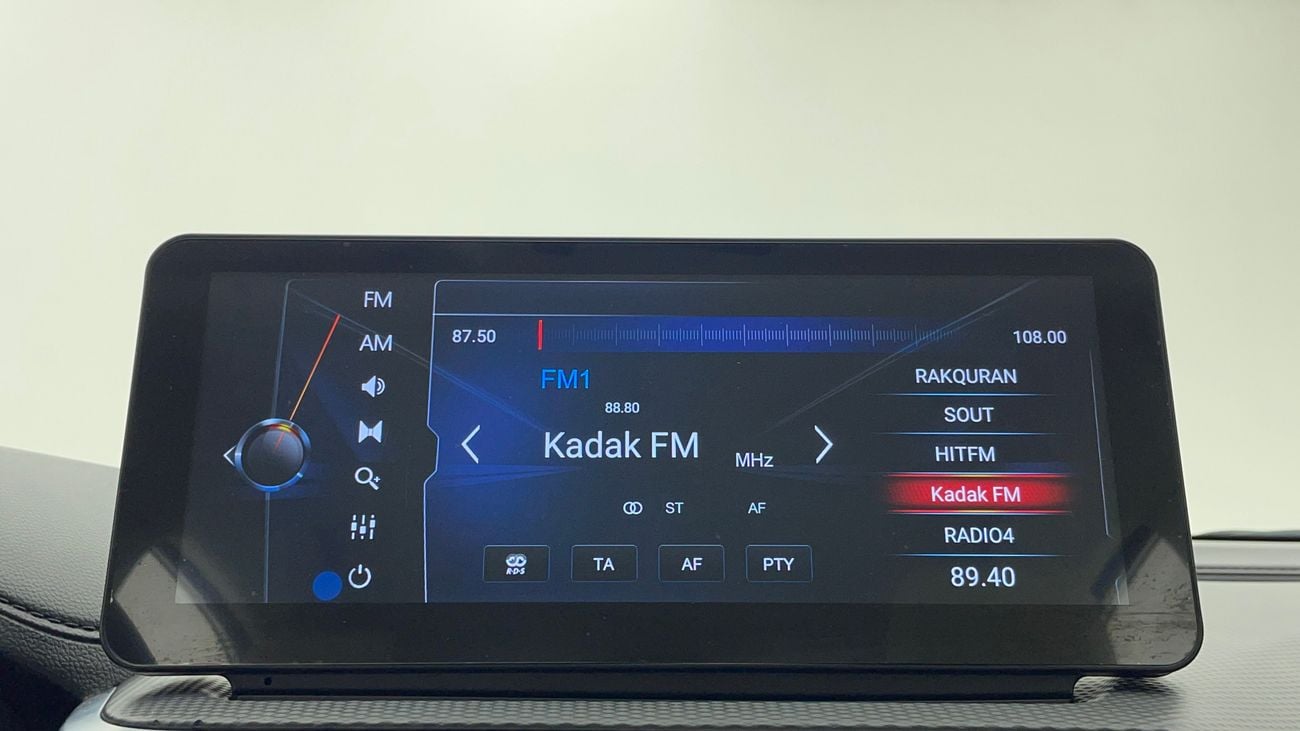 FM
AM
87.50
108.00
FM1
88.80
Kadak FM
MHz
ST
AF
R·D·S
TA
AF
PTY
RAKQURAN
SOUT
HITFM
Kadak FM
RADIO4
89.40